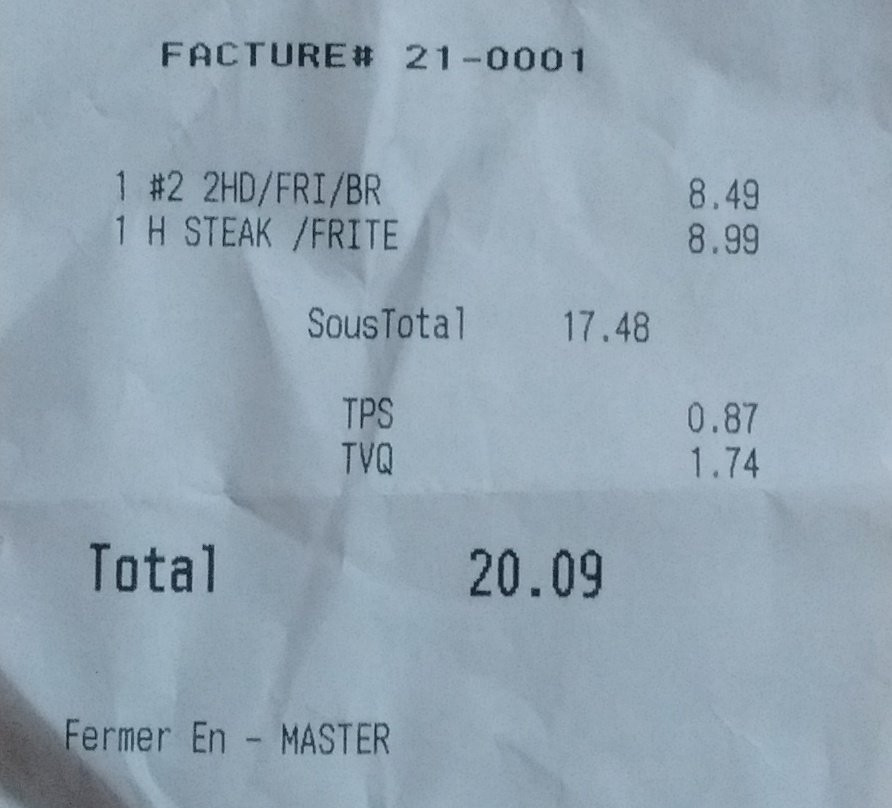 FACTURE# 21-0001
1 #2 2HD/FRI/BR 8.49
1 H STEAK /FRITE 8.99
SousTotal 17.48
TPS 0.87
TVQ 1.74
Total 20.09
Fermer En - MASTER